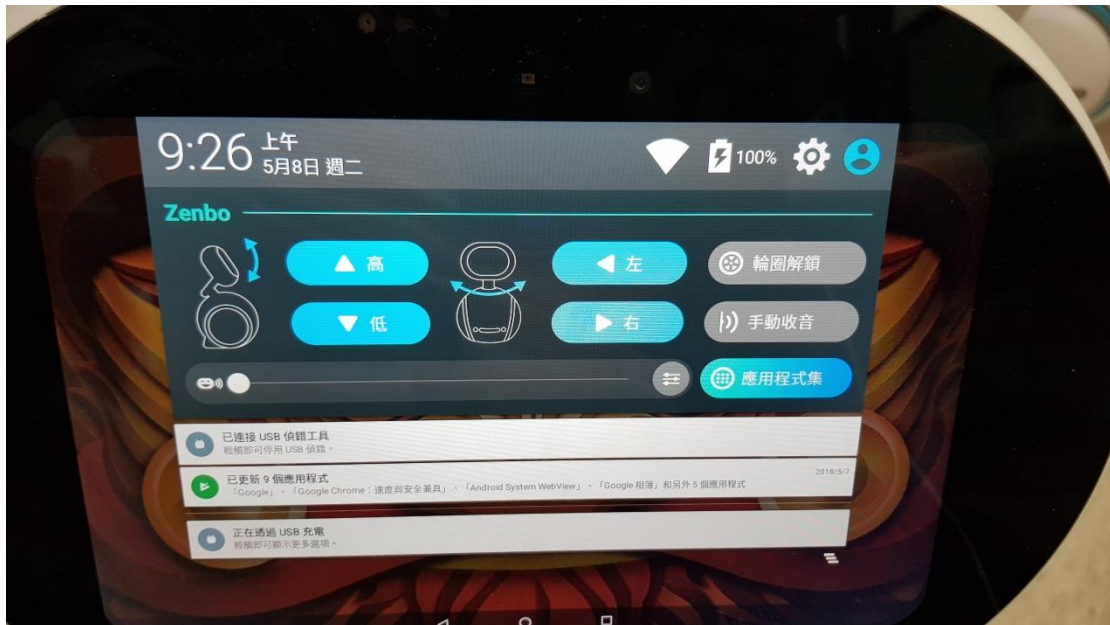 9:26 上午
5月8日 週二
100%
Zenbo
高
左
輪圈解鎖
低
右
手動收音
應用程式集
已連接 USB 偵錯工具
輕觸即可停用 USB 偵錯。
已更新 9 個應用程式
2018/5/7
「Google」、「Google Chrome：速度與安全兼具」、「Android System WebView」、「Google 相簿」和另外 5 個應用程式
正在透過 USB 充電
輕觸即可顯示更多選項。